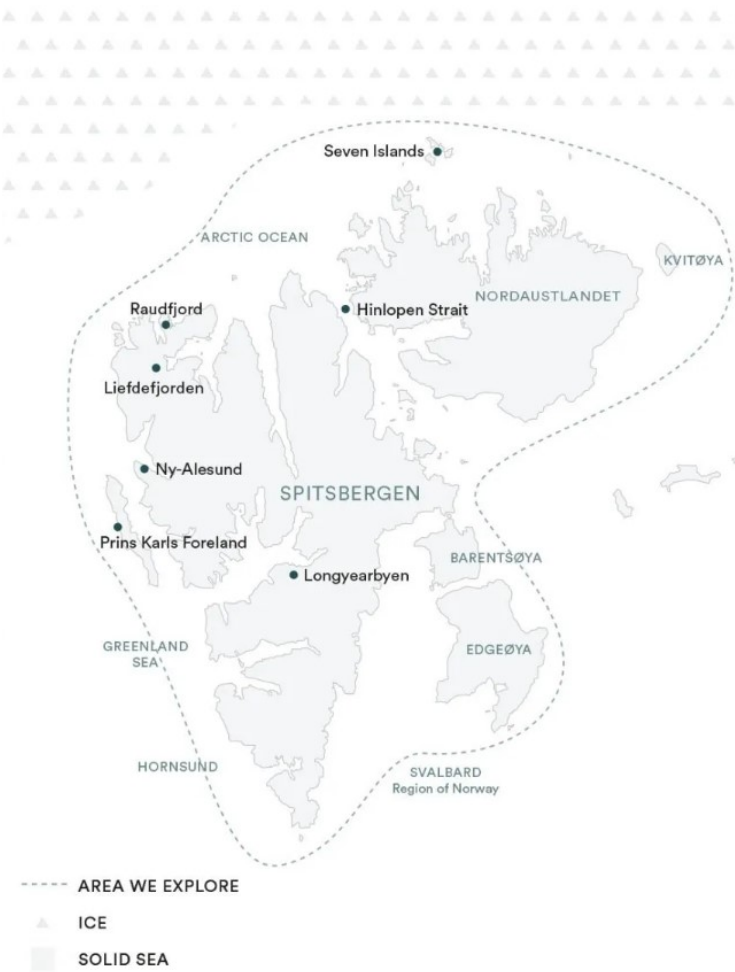 Seven Islands
ARCTIC OCEAN
KVITØYA
NORDAUSTLANDET
Raudfjord
Hinlopen Strait
Liefdefjorden
Ny-Alesund
SPITSBERGEN
Prins Karls Foreland
BARENTSØYA
Longyearbyen
GREENLAND
SEA
EDGEØYA
HORNSUND
SVALBARD
Region of Norway
AREA WE EXPLORE
ICE
SOLID SEA